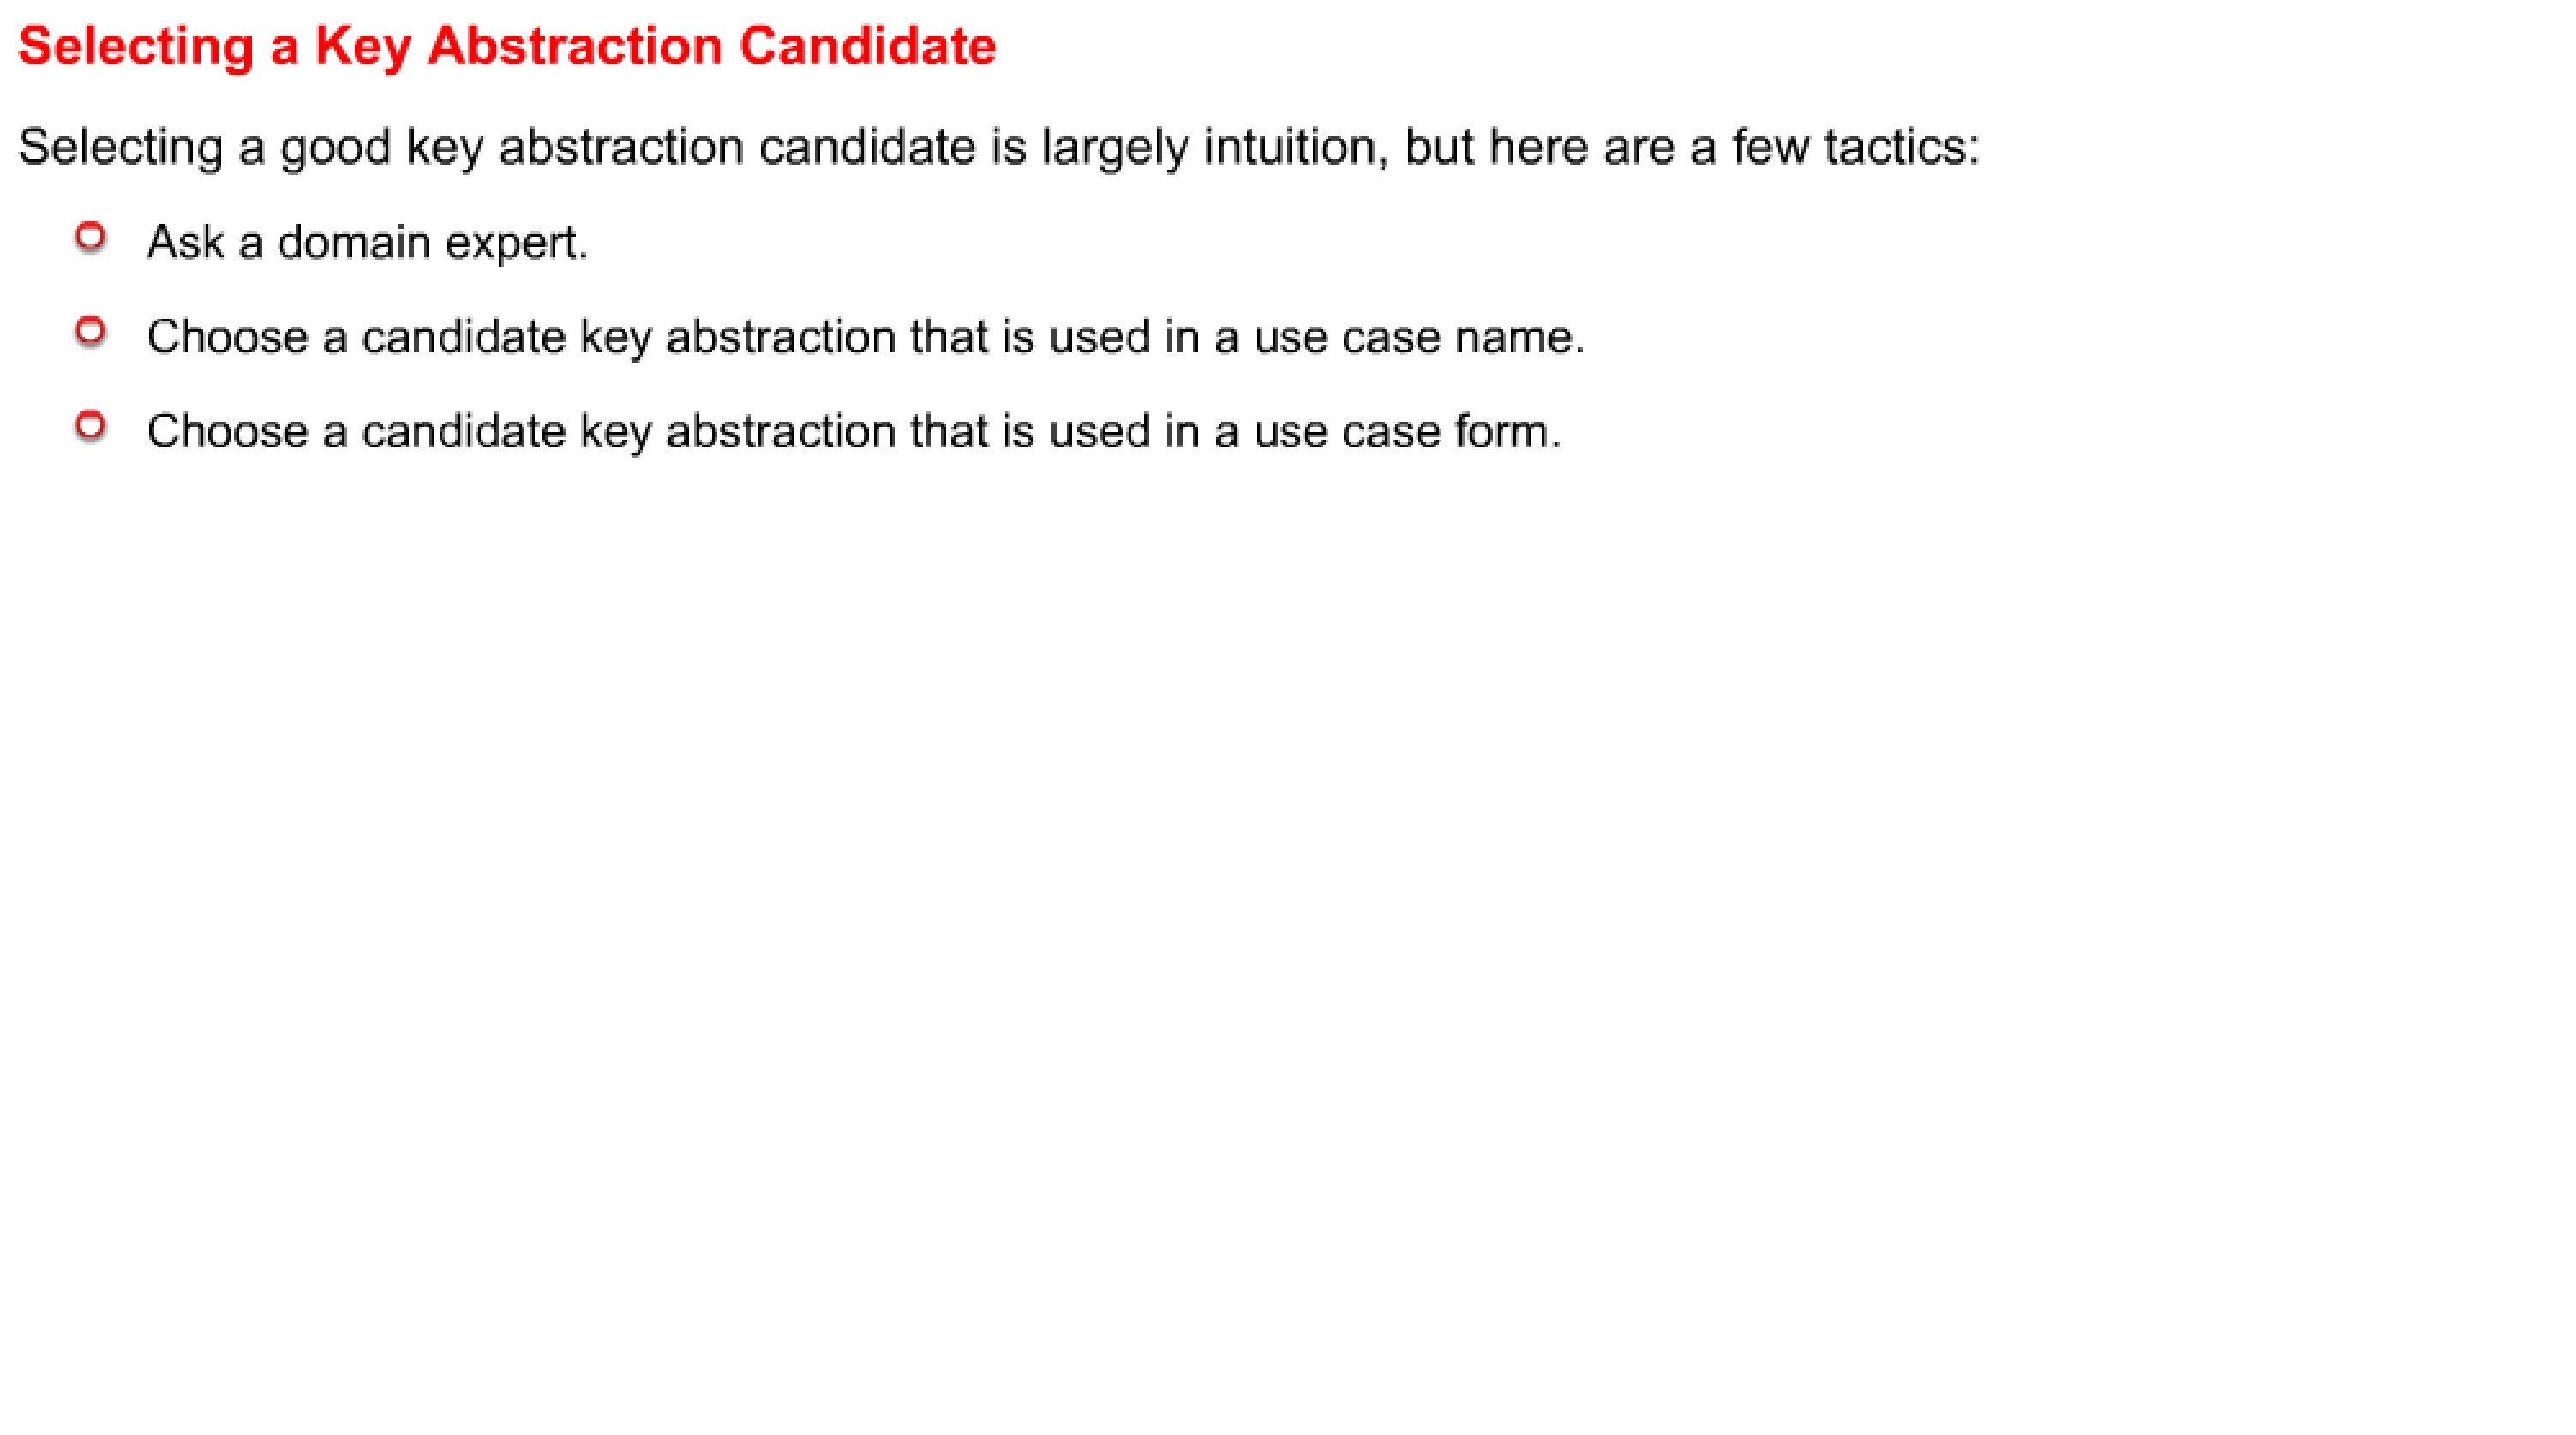 Selecting a Key Abstraction Candidate
Selecting a good key abstraction candidate is largely intuition, but here are a few tactics:
Ask a domain expert.
Choose a candidate key abstraction that is used in a use case name.
Choose a candidate key abstraction that is used in a use case form.